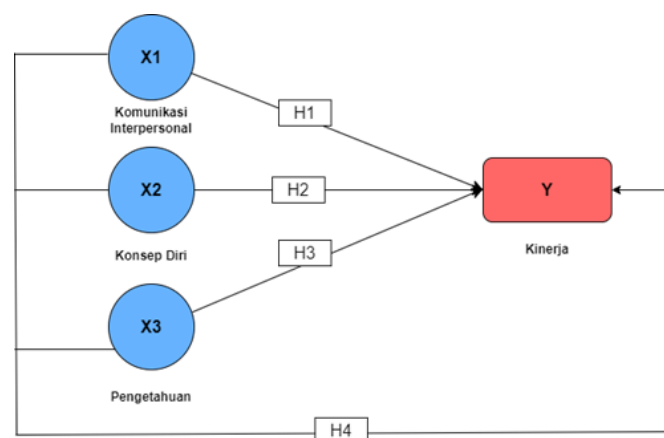 X1
Komunikasi
Interpersonal
H1
X2
H2
Y
Konsep Diri
Kinerja
H3
X3
Pengetahuan
H4